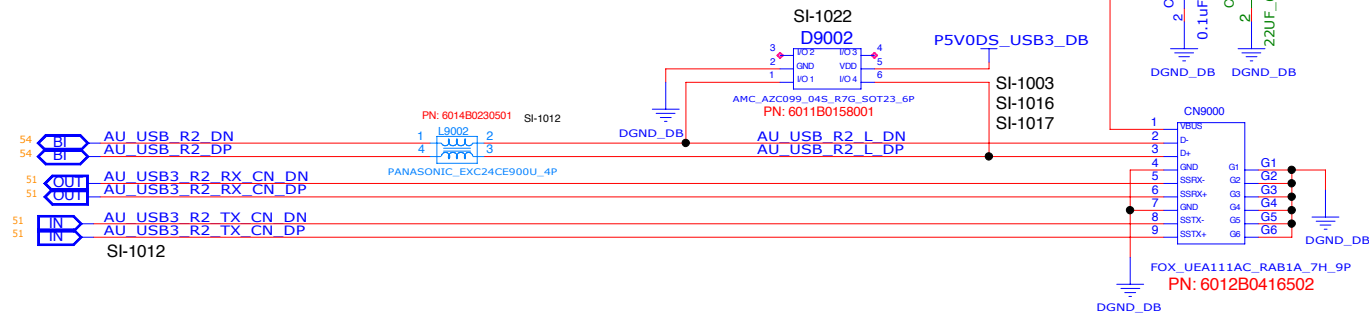 C
2
0.1uF
C
2
22UF_
DGND_DB
DGND_DB
SI-1022
D9002
P5V0DS_USB3_DB
3 I/O 2 I/O 3 4
2 GND VDD 5
1 I/O 1 I/O 4 6
AMC_AZC099_04S_R7G_SOT23_6P
PN: 6011B0158001
SI-1003
SI-1016
SI-1017
DGND_DB
PN: 6014B0230501
SI-1012
L9002
1 2
4 3
PANASONIC_EXC24CE900U_4P
54 BI AU_USB_R2_DN
54 BI AU_USB_R2_DP
AU_USB_R2_L_DN
AU_USB_R2_L_DP
51 OUT AU_USB3_R2_RX_CN_DN
51 OUT AU_USB3_R2_RX_CN_DP
51 IN AU_USB3_R2_TX_CN_DN
51 IN AU_USB3_R2_TX_CN_DP
SI-1012
CN9000
1 VBUS
2 D-
3 D+
4 GND G1 G1
5 SSRX- G2 G2
6 SSRX+ G3 G3
7 GND G4 G4
8 SSTX- G5 G5
9 SSTX+ G6 G6
DGND_DB
FOX_UEA111AC_RAB1A_7H_9P
PN: 6012B0416502
DGND_DB